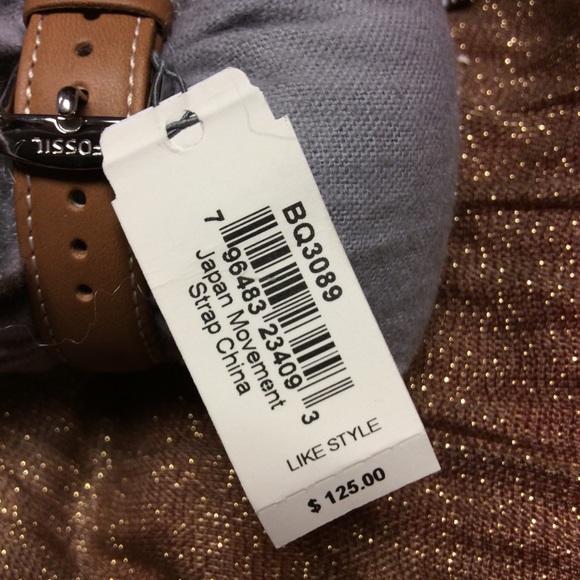 FOSSIL
BQ3089
7 96483 23409 3
Japan Movement
Strap China
LIKE STYLE
$ 125.00